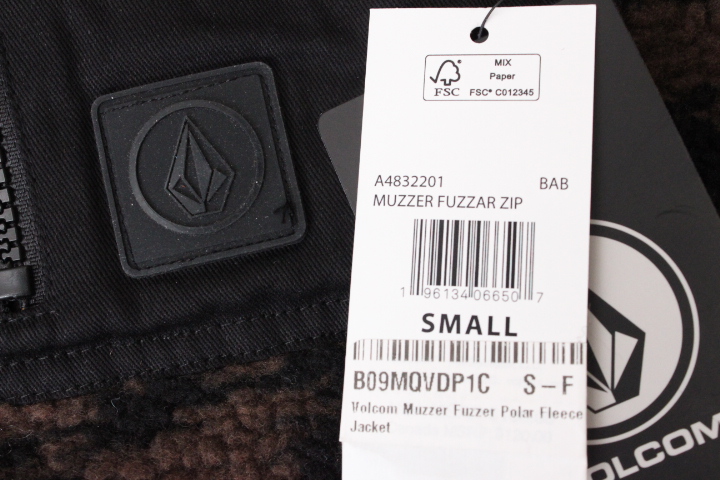 MIX
Paper
FSC
FSC® C012345
A4832201 BAB
MUZZER FUZZAR ZIP
1 96134 06650 7
SMALL
B09MQVDP1C S-F
Volcom Muzzer Fuzzer Polar Fleece
Jacket
OLCOM